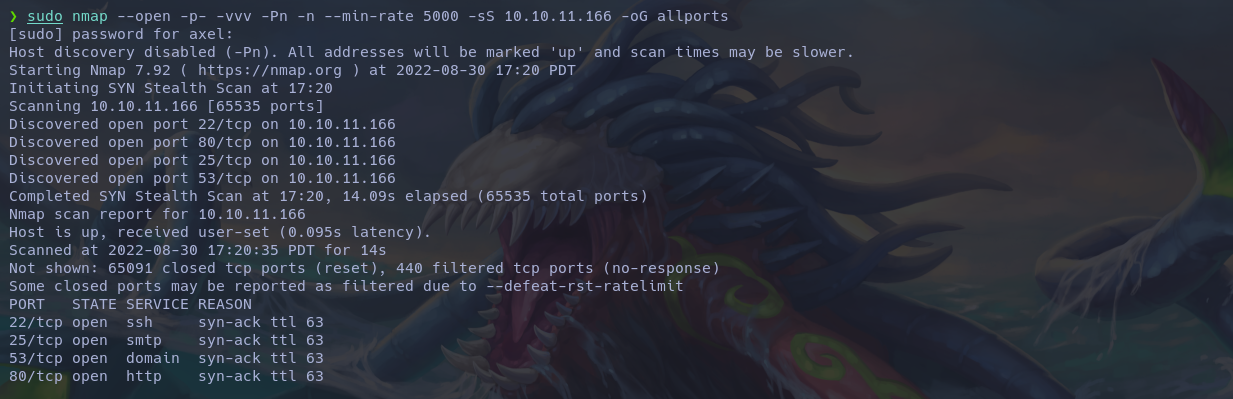 ❯ sudo nmap --open -p- -vvv -Pn -n --min-rate 5000 -sS 10.10.11.166 -oG allports
[sudo] password for axel:
Host discovery disabled (-Pn). All addresses will be marked 'up' and scan times may be slower.
Starting Nmap 7.92 ( https://nmap.org ) at 2022-08-30 17:20 PDT
Initiating SYN Stealth Scan at 17:20
Scanning 10.10.11.166 [65535 ports]
Discovered open port 22/tcp on 10.10.11.166
Discovered open port 80/tcp on 10.10.11.166
Discovered open port 25/tcp on 10.10.11.166
Discovered open port 53/tcp on 10.10.11.166
Completed SYN Stealth Scan at 17:20, 14.09s elapsed (65535 total ports)
Nmap scan report for 10.10.11.166
Host is up, received user-set (0.095s latency).
Scanned at 2022-08-30 17:20:35 PDT for 14s
Not shown: 65091 closed tcp ports (reset), 440 filtered tcp ports (no-response)
Some closed ports may be reported as filtered due to --defeat-rst-ratelimit
PORT   STATE SERVICE REASON
22/tcp open  ssh     syn-ack ttl 63
25/tcp open  smtp    syn-ack ttl 63
53/tcp open  domain  syn-ack ttl 63
80/tcp open  http    syn-ack ttl 63